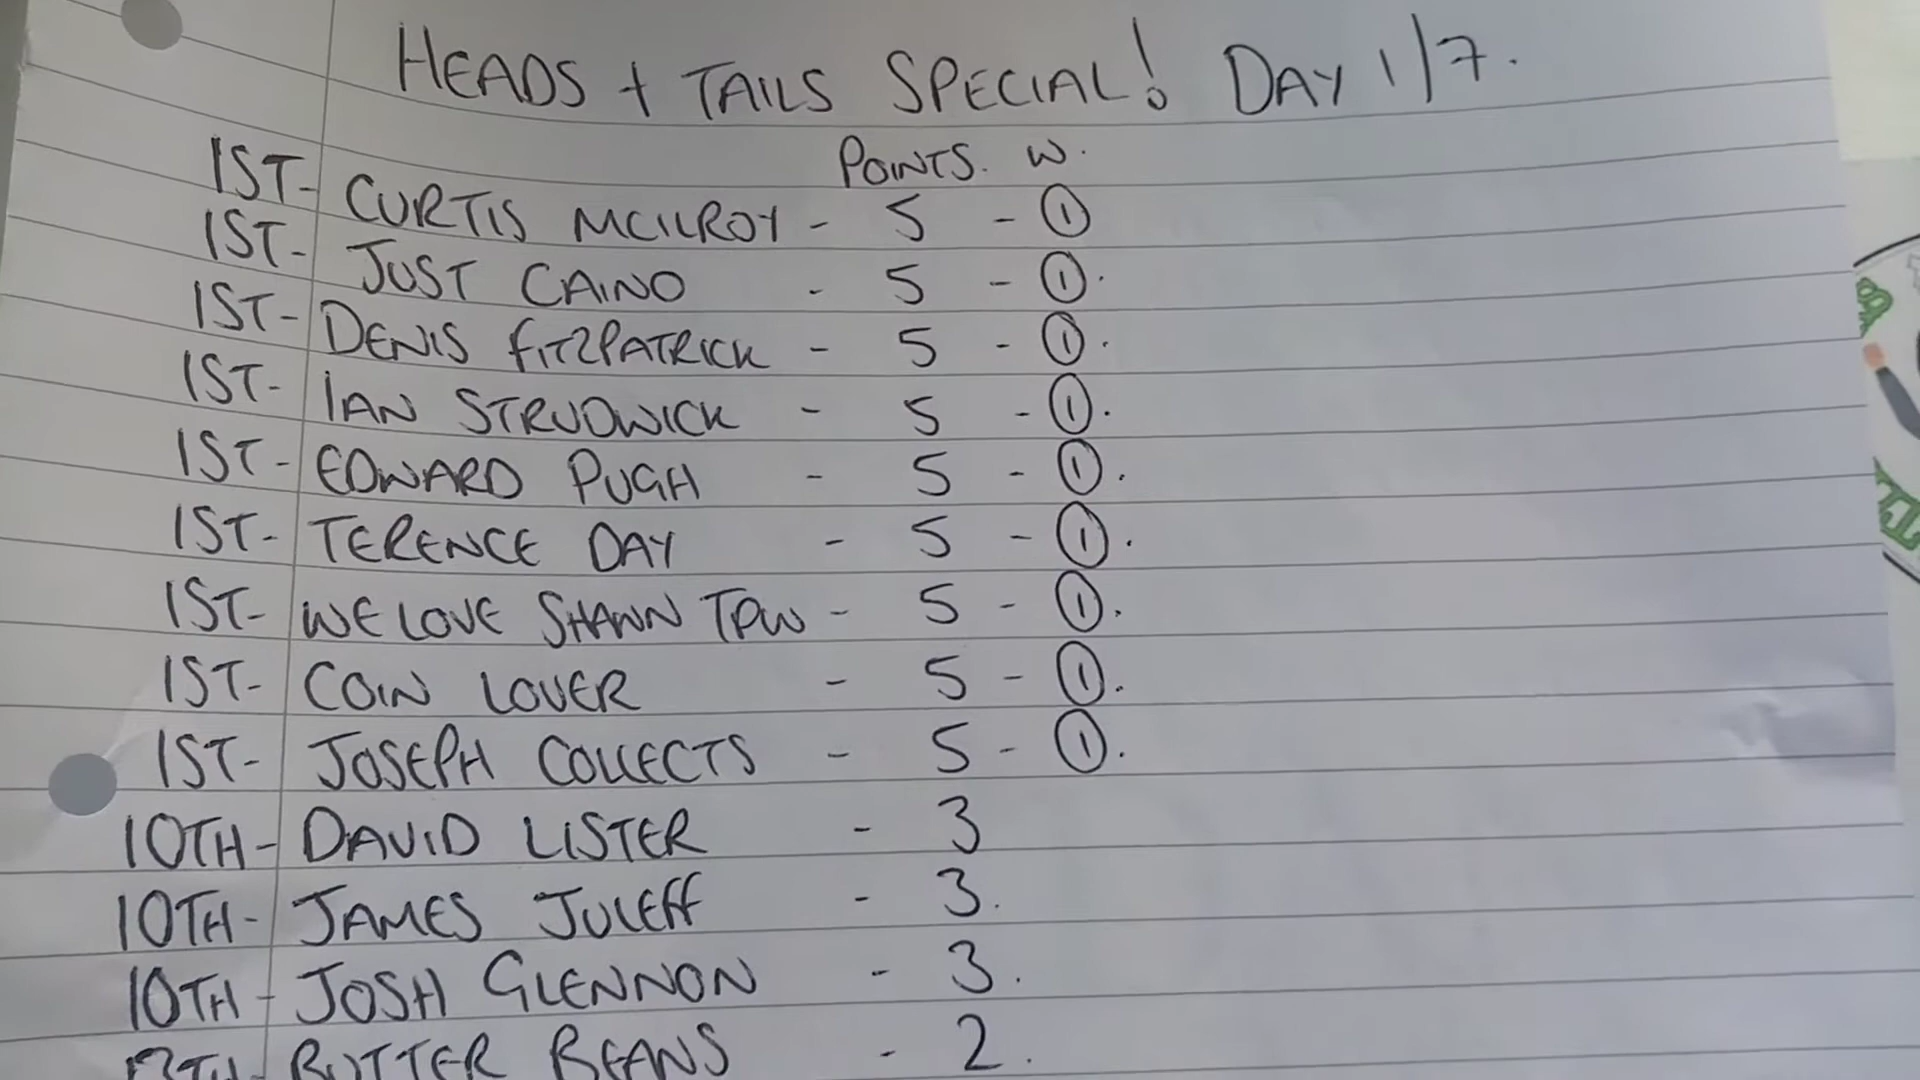 HEADS + TAILS SPECIAL! DAY 1/7.
POINTS. W.
1ST- CURTIS MCILROY - 5 - 1
1ST- JUST CAINO - 5 - 1.
1ST- DENIS FITZPATRICK - 5 - 1.
1ST- IAN STRUDWICK - 5 - 1.
1ST- EDWARD PUGH - 5 - 1.
1ST- TERENCE DAY - 5 - 1.
1ST- WE LOVE SHAWN TPW - 5 - 1.
1ST- COIN LOVER - 5 - 1.
1ST- JOSEPH COLLECTS - 5 - 1.
10TH- DAVID LISTER - 3
10TH- JAMES JULEFF - 3.
10TH- JOSH GLENNON - 3.
13TH- BUTTER BEANS - 2.